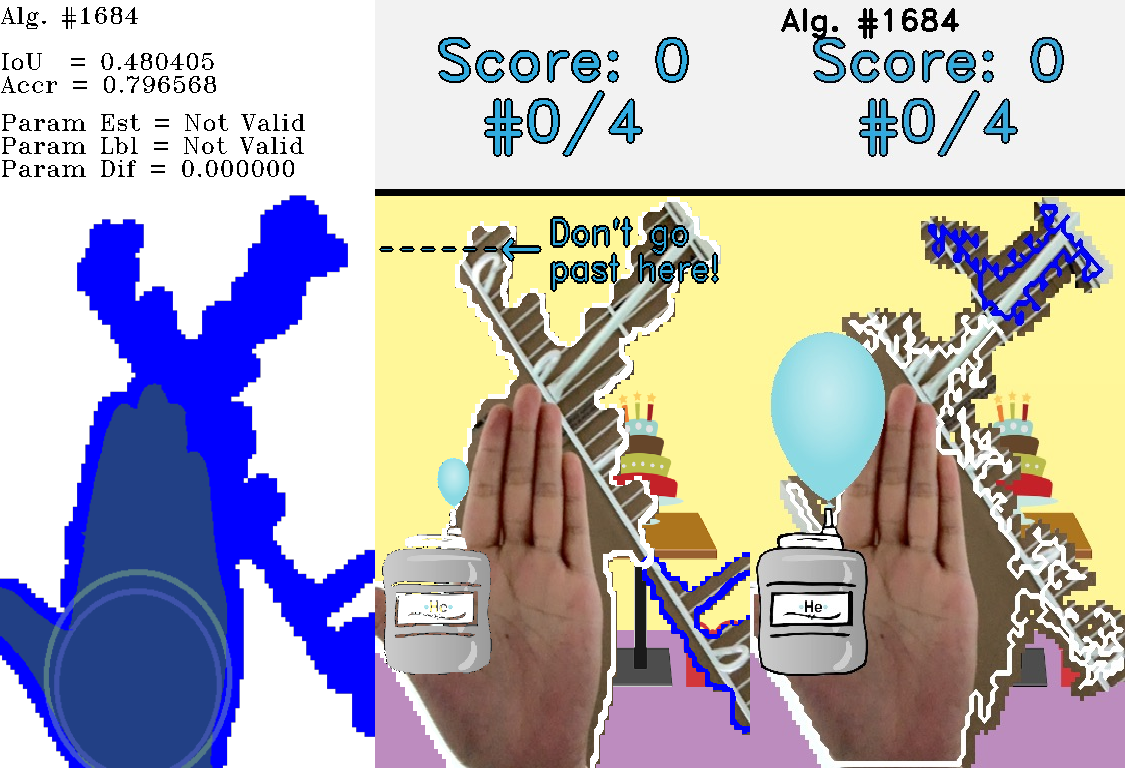 Alg. #1684
IoU = 0.480405
Accr = 0.796568
Param Est = Not Valid
Param Lbl = Not Valid
Param Dif = 0.000000
Score: 0
#0/4
Don't go
past here!
He
Alg. #1684
Score: 0
#0/4
He